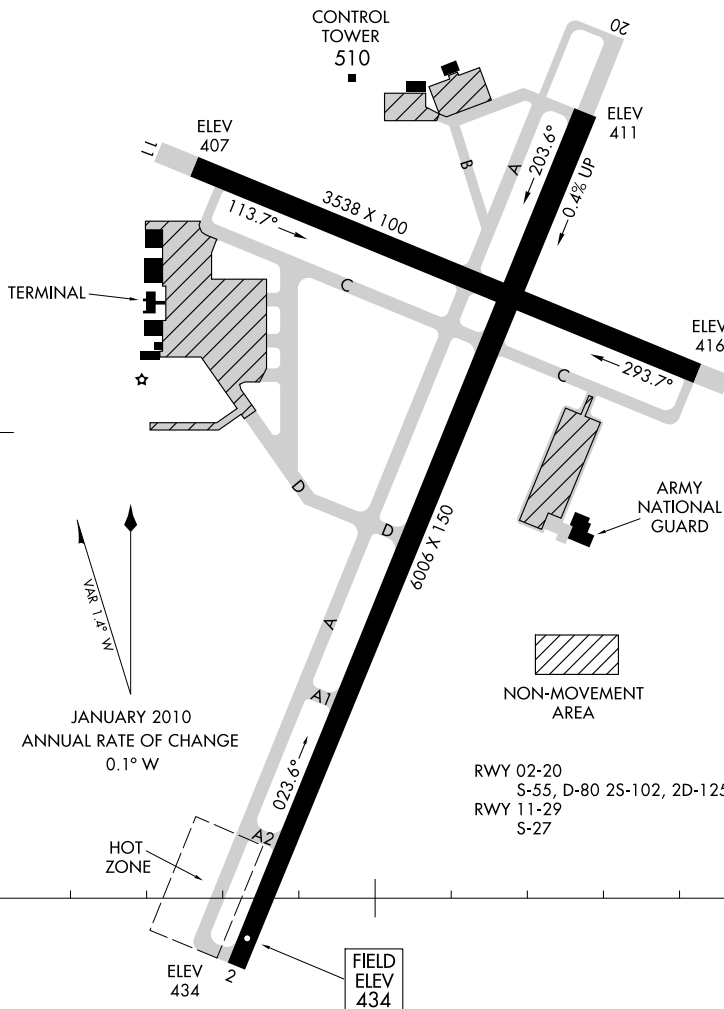 CONTROL
TOWER
510
20
ELEV
411
ELEV
407
11
A
203.6°
0.4% UP
B
3538 X 100
113.7°
C
TERMINAL
ELEV
416
C
293.7°
D
D
6006 X 150
ARMY
NATIONAL
GUARD
VAR 1.4° W
A
NON-MOVEMENT
AREA
JANUARY 2010
ANNUAL RATE OF CHANGE
0.1° W
A1
023.6°
RWY 02-20
S-55, D-80 2S-102, 2D-125
RWY 11-29
S-27
A2
HOT
ZONE
ELEV
434
2
FIELD
ELEV
434